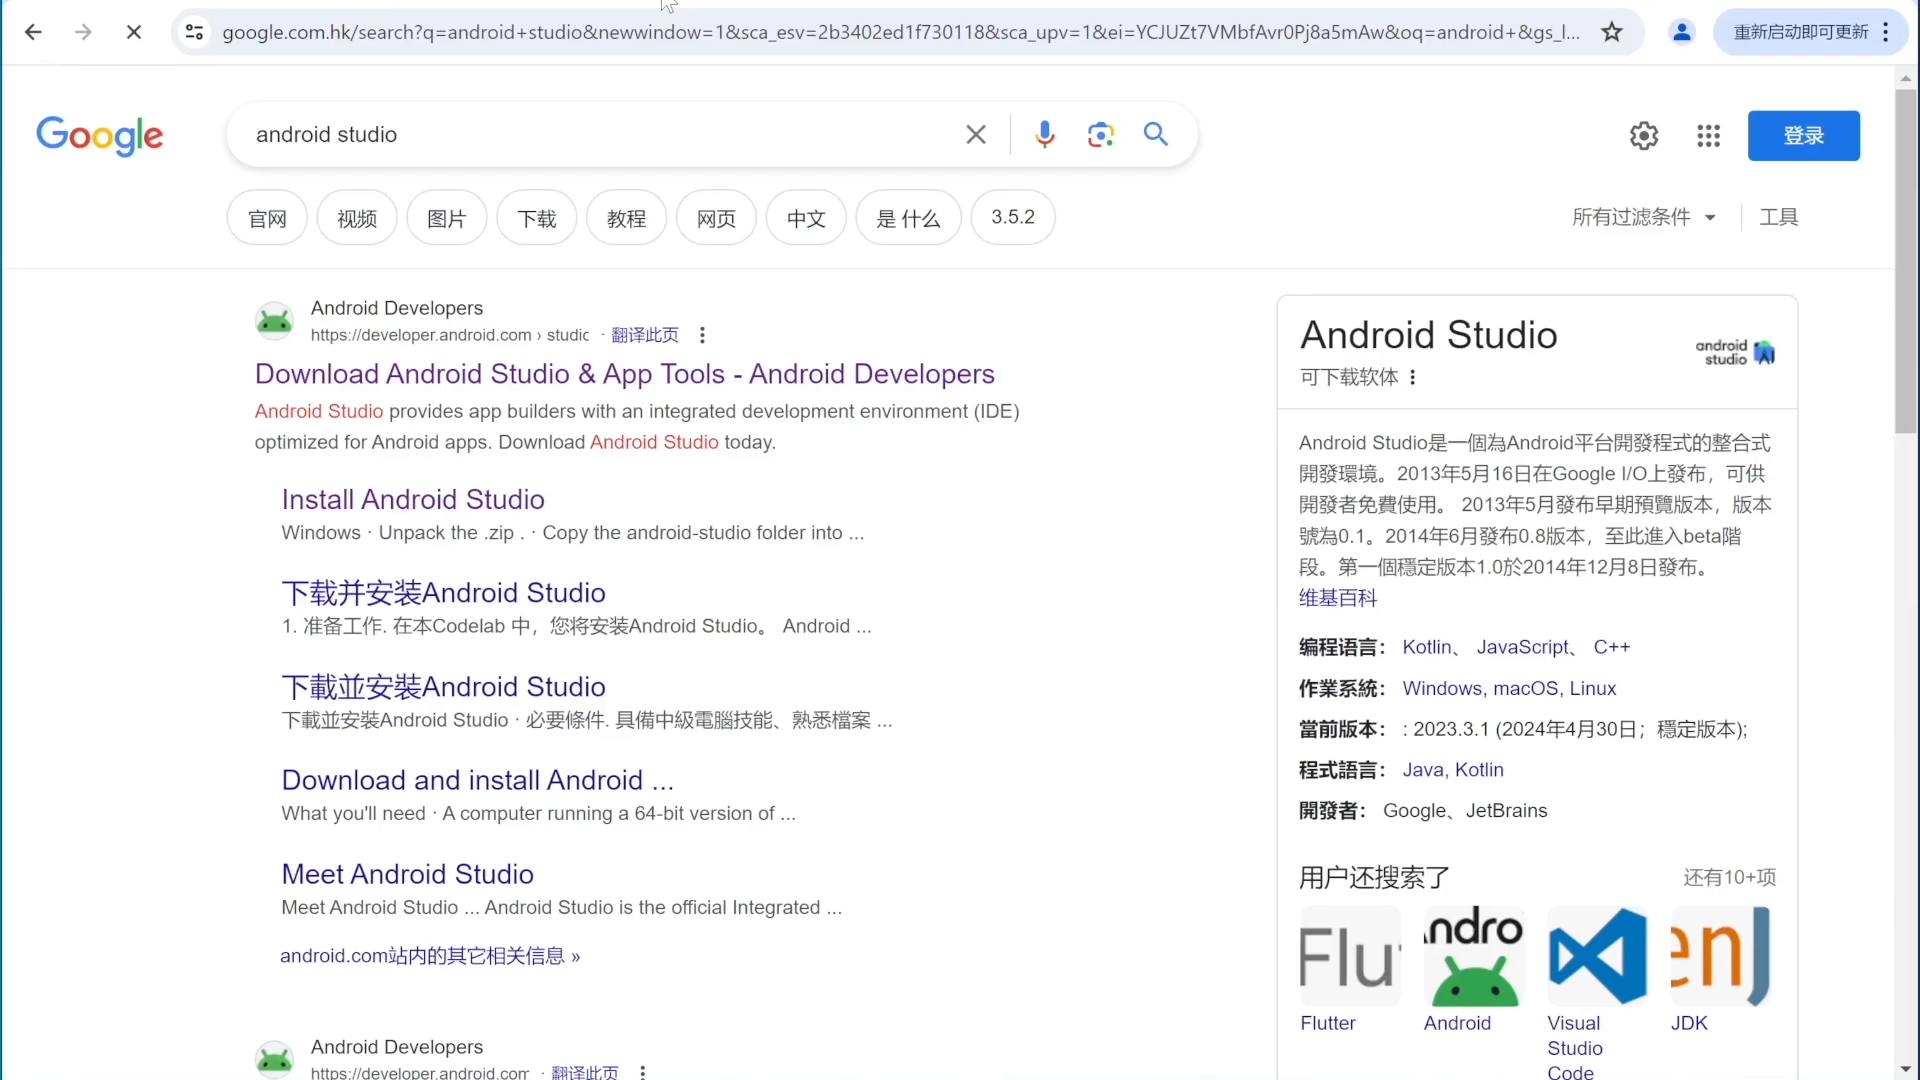 google.com.hk/search?q=android+studio&newwindow=1&sca_esv=2b3402ed1f730118&sca_upv=1&ei=YCJUZt7VMbfAvr0Pj8a5mAw&oq=android+&gs_l...
重新启动即可更新
Google
android studio
登录
官网
视频
图片
下载
教程
网页
中文
是 什么
3.5.2
所有过滤条件
工具
Android Developers
https://developer.android.com › studio
· 翻译此页
Download Android Studio & App Tools - Android Developers
Android Studio provides app builders with an integrated development environment (IDE)
optimized for Android apps. Download Android Studio today.
Install Android Studio
Windows · Unpack the .zip . · Copy the android-studio folder into ...
下载并安装Android Studio
1. 准备工作. 在本Codelab 中，您将安装Android Studio。 Android ...
下載並安裝Android Studio
下載並安裝Android Studio · 必要條件. 具備中級電腦技能、熟悉檔案 ...
Download and install Android ...
What you'll need · A computer running a 64-bit version of ...
Meet Android Studio
Meet Android Studio ... Android Studio is the official Integrated ...
android.com站内的其它相关信息 »
Android Developers
https://developer.android.com
· 翻译此页
Android Studio
可下载软体
android
studio
Android Studio是一個為Android平台開發程式的整合式
開發環境。2013年5月16日在Google I/O上發布，可供
開發者免費使用。 2013年5月發布早期預覽版本，版本
號為0.1。2014年6月發布0.8版本，至此進入beta階
段。第一個穩定版本1.0於2014年12月8日發布。
维基百科
编程语言： Kotlin、 JavaScript、 C++
作業系統： Windows, macOS, Linux
當前版本： : 2023.3.1 (2024年4月30日；穩定版本);
程式語言： Java, Kotlin
開發者： Google、JetBrains
用户还搜索了
还有10+项
Flu
ndro
enJ
Flutter
Android
Visual
Studio
Code
JDK